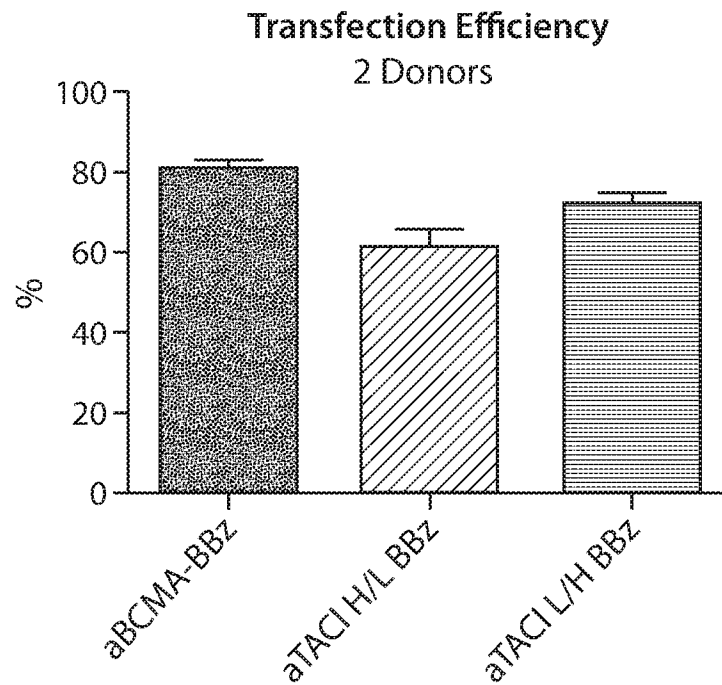 Transfection Efficiency
2 Donors
100
80
60
40
20
0
%
aBCMA-BBz
aTACI H/L BBz
aTACI L/H BBz